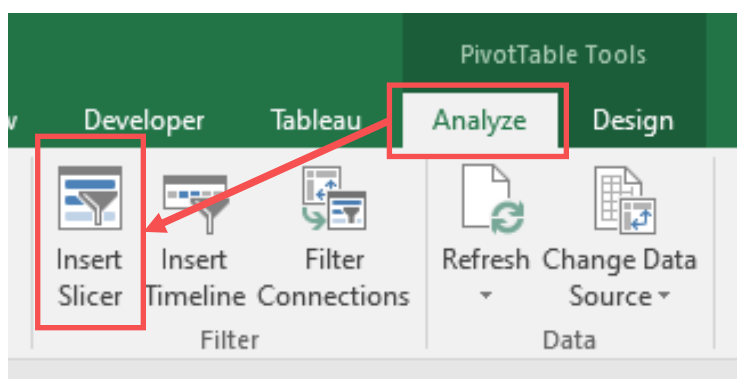 PivotTable Tools
w Developer Tableau Analyze Design
Insert Slicer
Insert Timeline
Filter Connections
Refresh
Change Data Source
Filter
Data